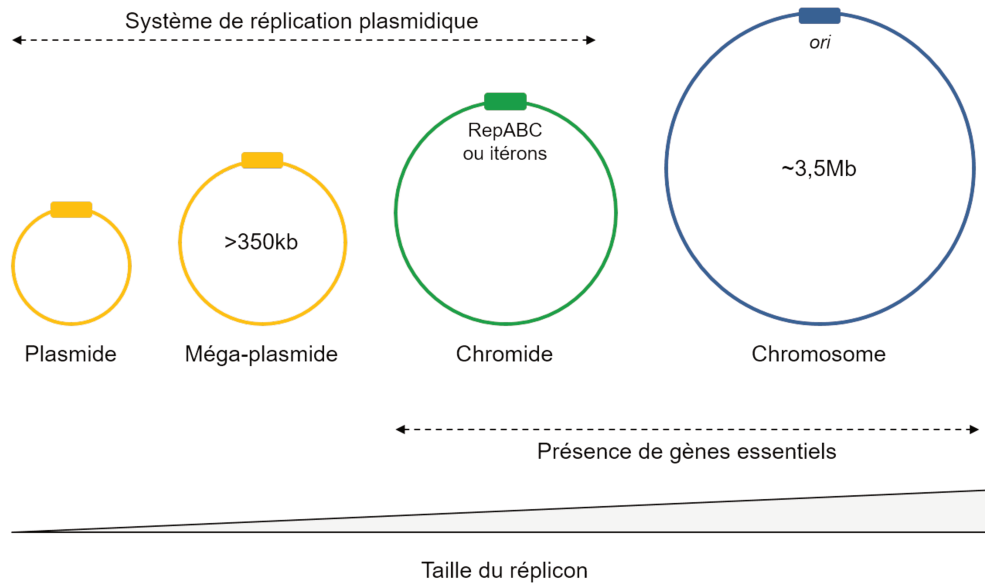 Système de réplication plasmidique
ori
RepABC
ou itérons
~3,5Mb
>350kb
Plasmide
Méga-plasmide
Chromide
Chromosome
Présence de gènes essentiels
Taille du réplicon